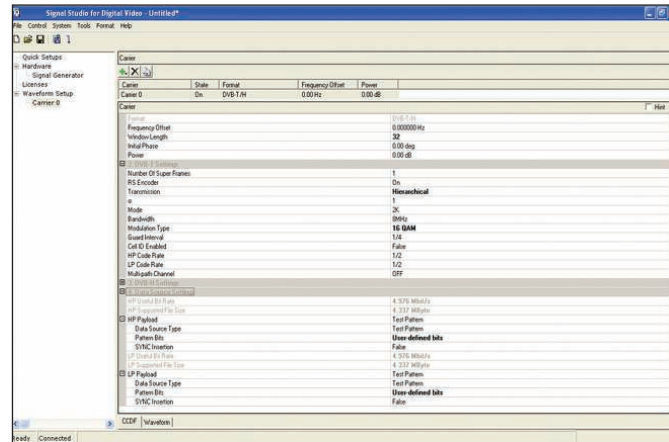 Signal Studio for Digital Video - Untitled*
File Control System Tools Format Help
Quick Setups
Hardware
Signal Generator
Licenses
Waveform Setup
Carrier 0
Carrier
Carrier State Format Frequency Offset Power
Carrier 0 On DVB-T/H 0.00 Hz 0.00 dB
Carrier Hint
Format DVB-T/H
Frequency Offset 0.000000 Hz
Window Length 32
Initial Phase 0.00 deg
Power 0.00 dB
2. DVB-T Settings
Number Of Super Frames 1
RS Encoder On
Transmission Hierarchical
α 1
Mode 2K
Bandwidth 8MHz
Modulation Type 16 QAM
Guard Interval 1/4
Cell ID Enabled False
HP Code Rate 1/2
LP Code Rate 1/2
Multi-path Channel OFF
3. DVB-H Settings
4. Data Source Settings
HP Useful Bit Rate 4.976 Mbit/s
HP Supported File Size 4.232 MByte
HP Payload Test Pattern
Data Source Type Test Pattern
Pattern Bits User-defined bits
SYNC Insertion False
LP Useful Bit Rate 4.976 Mbit/s
LP Supported File Size 4.232 MByte
LP Payload Test Pattern
Data Source Type Test Pattern
Pattern Bits User-defined bits
SYNC Insertion False
CCDF Waveform
Ready Connected